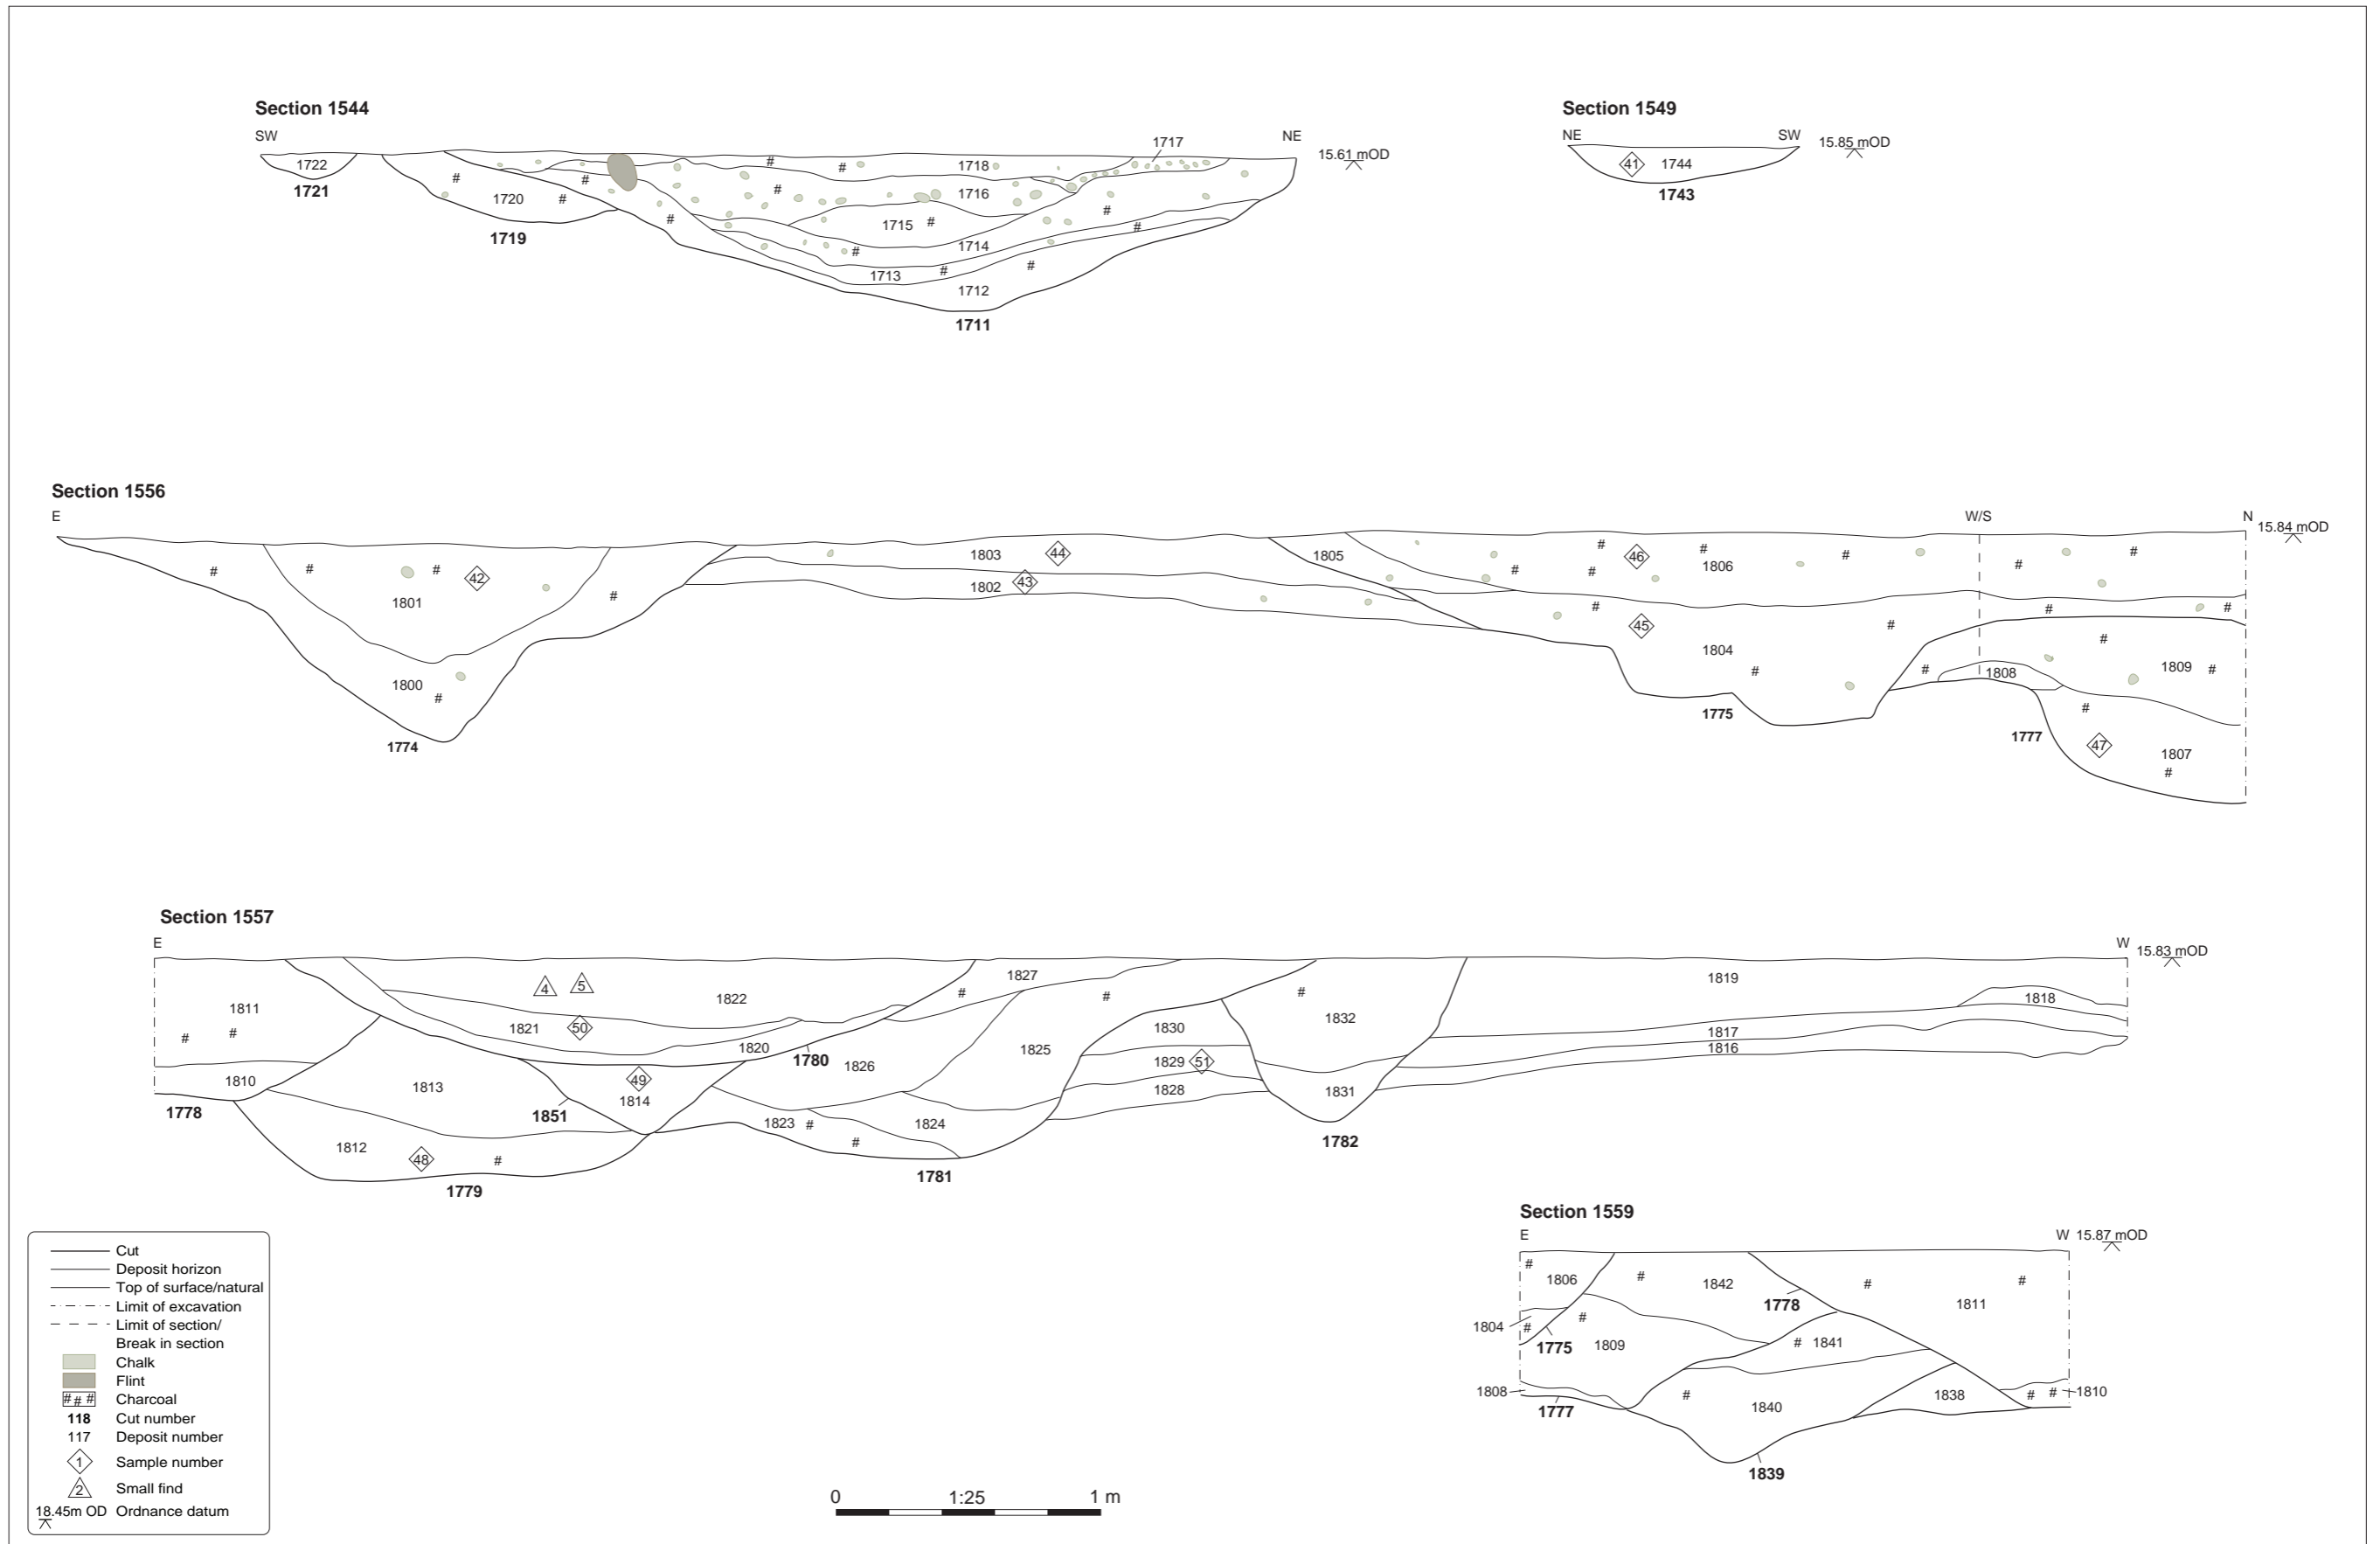 Section 1544
SW
NE
15.61 mOD
1722
1721
1720
1719
1718
1717
1716
1715
1714
1713
1712
1711
Section 1549
NE
SW
15.85 mOD
41
1744
1743
Section 1556
E
W/S
N
15.84 mOD
1803
44
1805
46
1806
42
1802
43
1801
45
1804
1809
1808
1800
1775
1777
47
1807
1774
Section 1557
E
W
15.83 mOD
1827
1819
4
5
1822
1818
1811
1832
1821
50
1830
1817
1820
1780
1825
1816
1826
1829
51
1810
1813
49
1828
1831
1778
1851
1814
1823
1824
1782
1812
48
1781
1779
Section 1559
E
W
15.87 mOD
1806
1842
1778
1811
1804
1775
1809
1841
1808
1838
1810
1777
1840
1839
Cut
Deposit horizon
Top of surface/natural
Limit of excavation
Limit of section/
Break in section
Chalk
Flint
# # # Charcoal
118 Cut number
117 Deposit number
1 Sample number
2 Small find
18.45m OD Ordnance datum
0 1:25 1 m